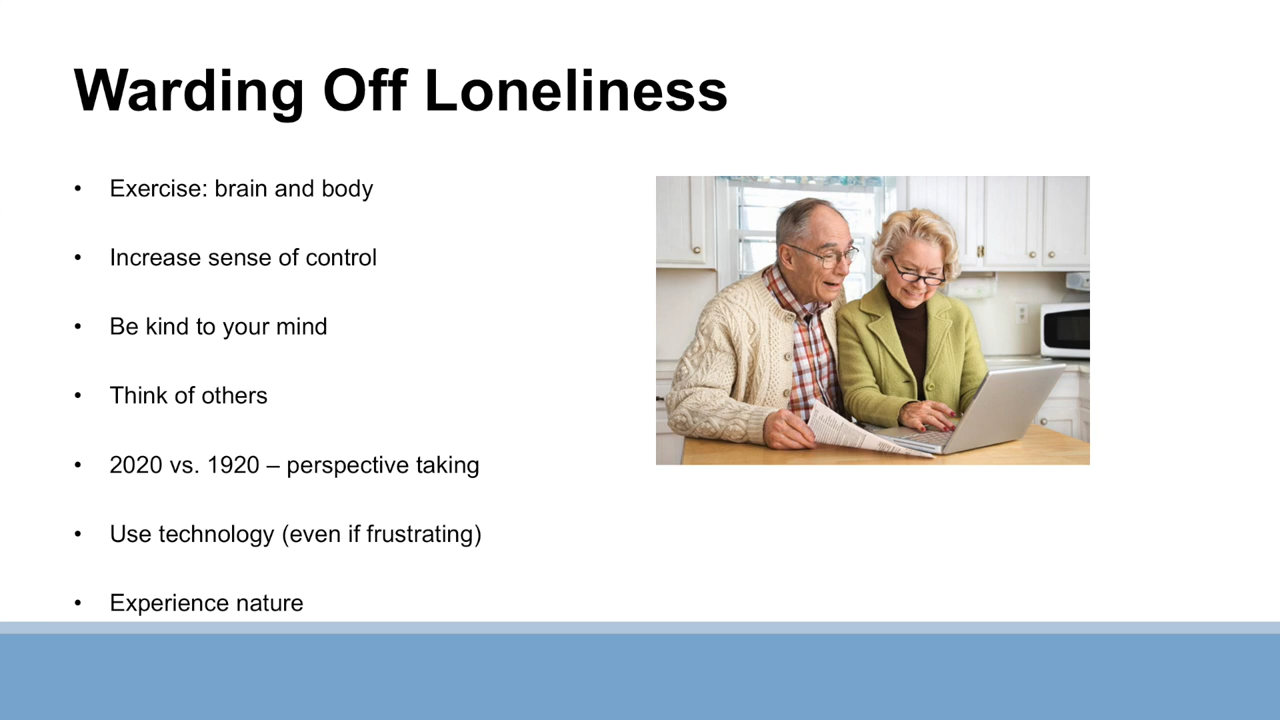 Warding Off Loneliness
• Exercise: brain and body
• Increase sense of control
• Be kind to your mind
• Think of others
• 2020 vs. 1920 – perspective taking
• Use technology (even if frustrating)
• Experience nature